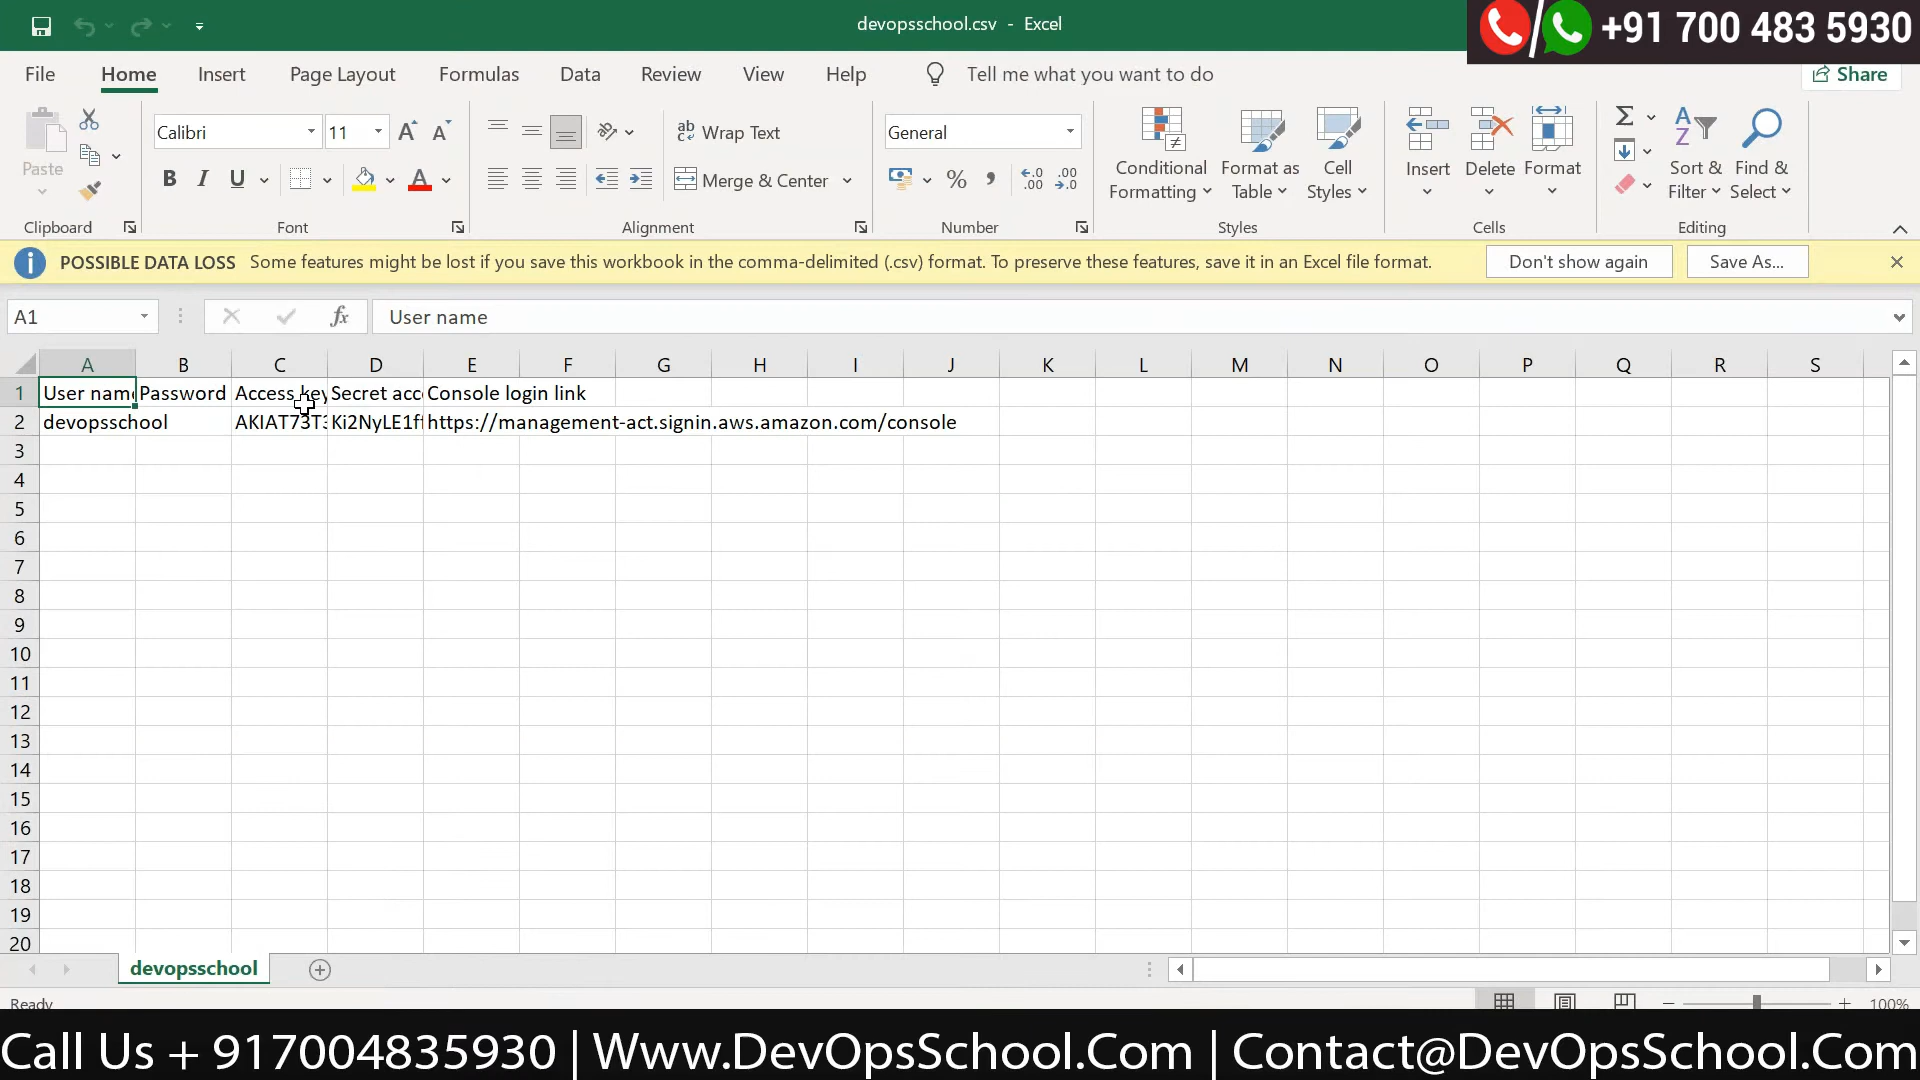 devopsschool.csv - Excel
+91 700 483 5930
File Home Insert Page Layout Formulas Data Review View Help Tell me what you want to do Share
Paste
Calibri 11
B I U
Wrap Text
Merge & Center
General
Conditional Formatting
Format as Table
Cell Styles
Insert
Delete
Format
Sort & Filter
Find & Select
Clipboard Font Alignment Number Styles Cells Editing
POSSIBLE DATA LOSS Some features might be lost if you save this workbook in the comma-delimited (.csv) format. To preserve these features, save it in an Excel file format. Don't show again Save As...
A1 fx User name
A B C D E F G H I J K L M N O P Q R S
1 User name Password Access key Secret acc Console login link
2 devopsschool AKIAT73T3 Ki2NyLE1ff https://management-act.signin.aws.amazon.com/console
3
4
5
6
7
8
9
10
11
12
13
14
15
16
17
18
19
20
devopsschool
Ready 100%
Call Us + 917004835930 | Www.DevOpsSchool.Com | Contact@DevOpsSchool.Com